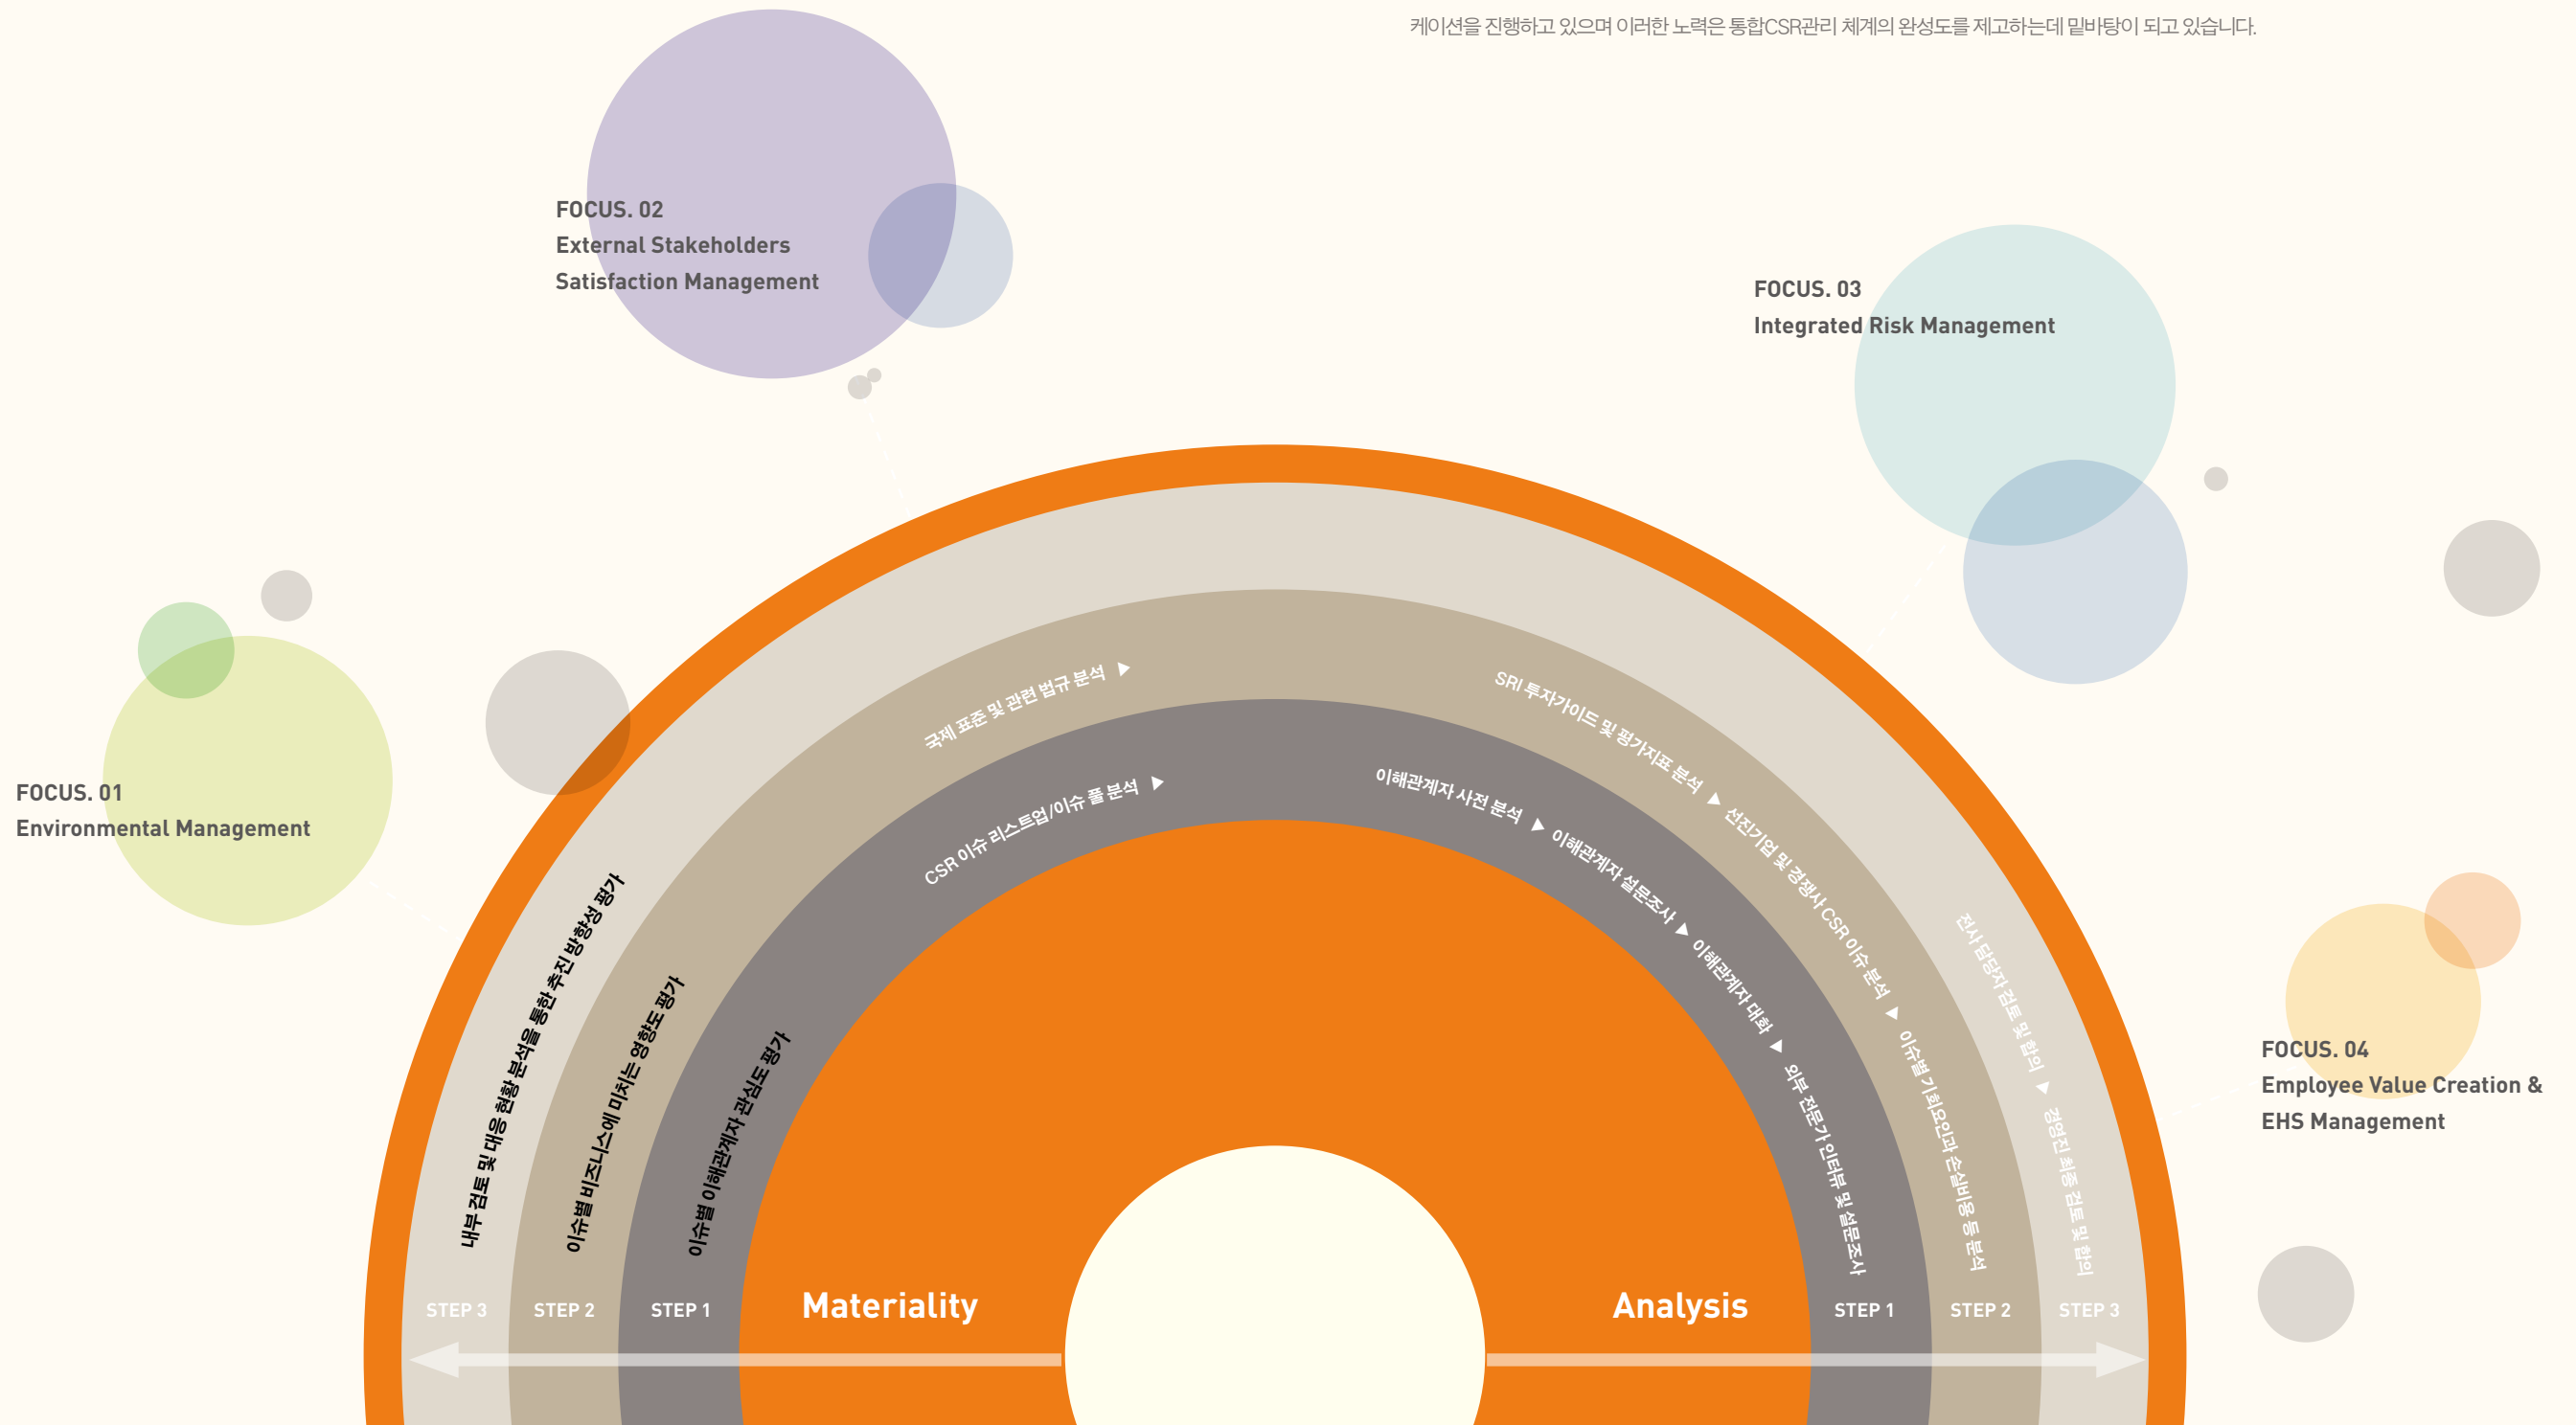 케이션을 진행하고 있으며 이러한 노력은 통합CSR관리 체계의 완성도를 제고하는데 밑바탕이 되고 있습니다.
FOCUS. 02
External Stakeholders
Satisfaction Management
FOCUS. 03
Integrated Risk Management
FOCUS. 01
Environmental Management
FOCUS. 04
Employee Value Creation &
EHS Management
내부 검토 및 대응 현황 분석을 통한 추진 방향성 평가
전사 담당자 검토 및 합의 ▶ 경영진 최종 검토 및 합의
이슈별 비즈니스에 미치는 영향도 평가
국제 표준 및 관련 법규 분석 ▶ SRI 투자가이드 및 평가지표 분석 ▶ 선진기업 및 경쟁사 CSR 이슈 분석 ▶ 이슈별 기회요인과 손실비용 등 분석
이슈별 이해관계자 관심도 평가
CSR 이슈 리스트업/이슈 풀 분석 ▶ 이해관계자 사전 분석 ▶ 이해관계자 설문조사 ▶ 이해관계자 대화 ▶ 외부 전문가 인터뷰 및 설문조사
STEP 3 STEP 2 STEP 1 Materiality Analysis STEP 1 STEP 2 STEP 3